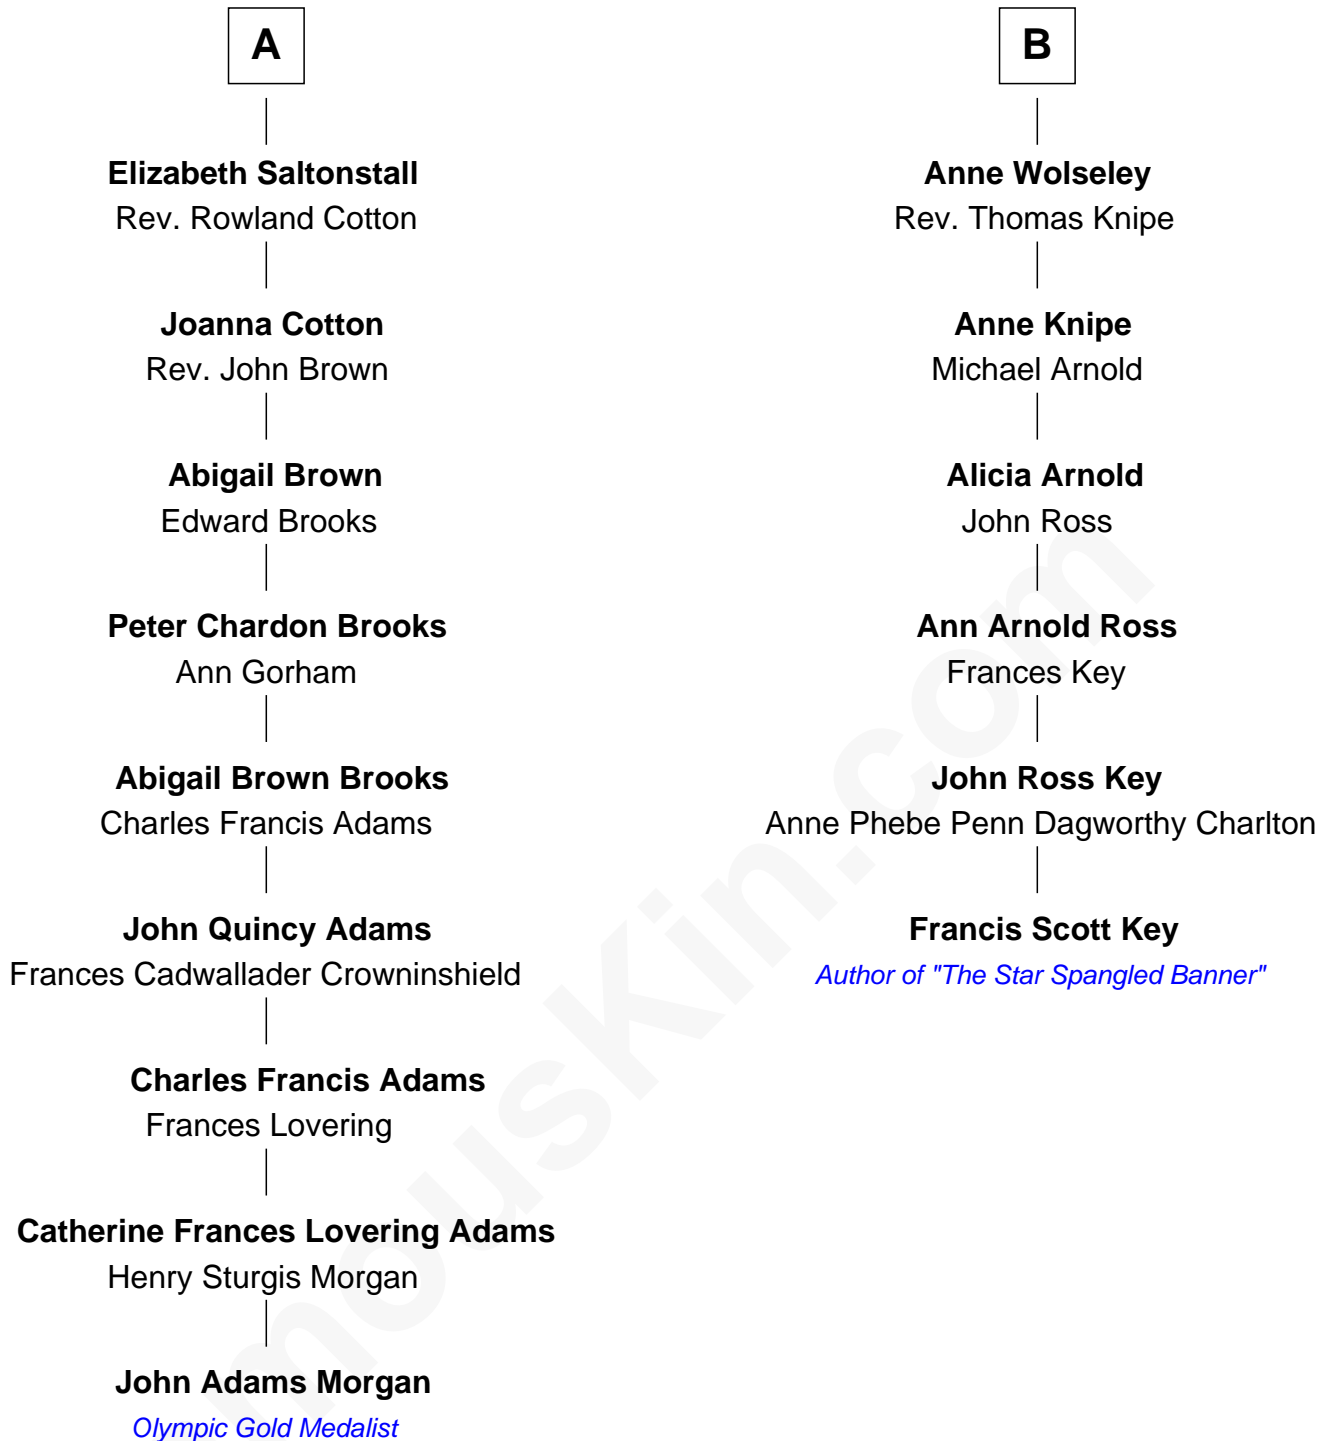 A
Elizabeth Saltonstall
Rev. Rowland Cotton
Joanna Cotton
Rev. John Brown
Abigail Brown
Edward Brooks
Peter Chardon Brooks
Ann Gorham
Abigail Brown Brooks
Charles Francis Adams
John Quincy Adams
Frances Cadwallader Crowninshield
Charles Francis Adams
Frances Lovering
Catherine Frances Lovering Adams
Henry Sturgis Morgan
John Adams Morgan
Olympic Gold Medalist
B
Anne Wolseley
Rev. Thomas Knipe
Anne Knipe
Michael Arnold
Alicia Arnold
John Ross
Ann Arnold Ross
Frances Key
John Ross Key
Anne Phebe Penn Dagworthy Charlton
Francis Scott Key
Author of "The Star Spangled Banner"
mouskin.com